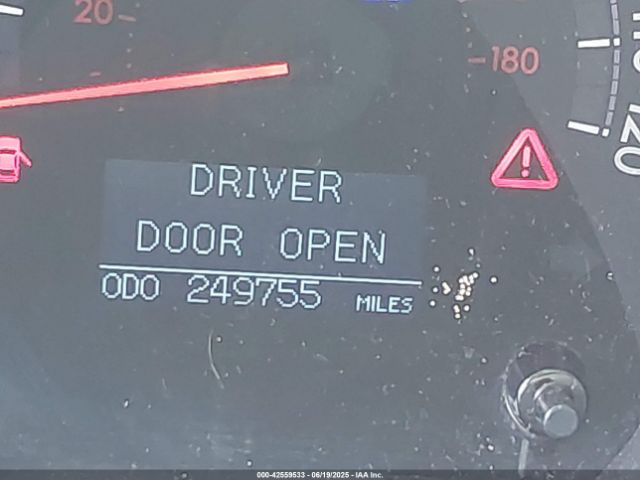 20
180
DRIVER
DOOR OPEN
ODO 249755 MILES
000-42559533 - 06/19/2025 - IAA Inc.